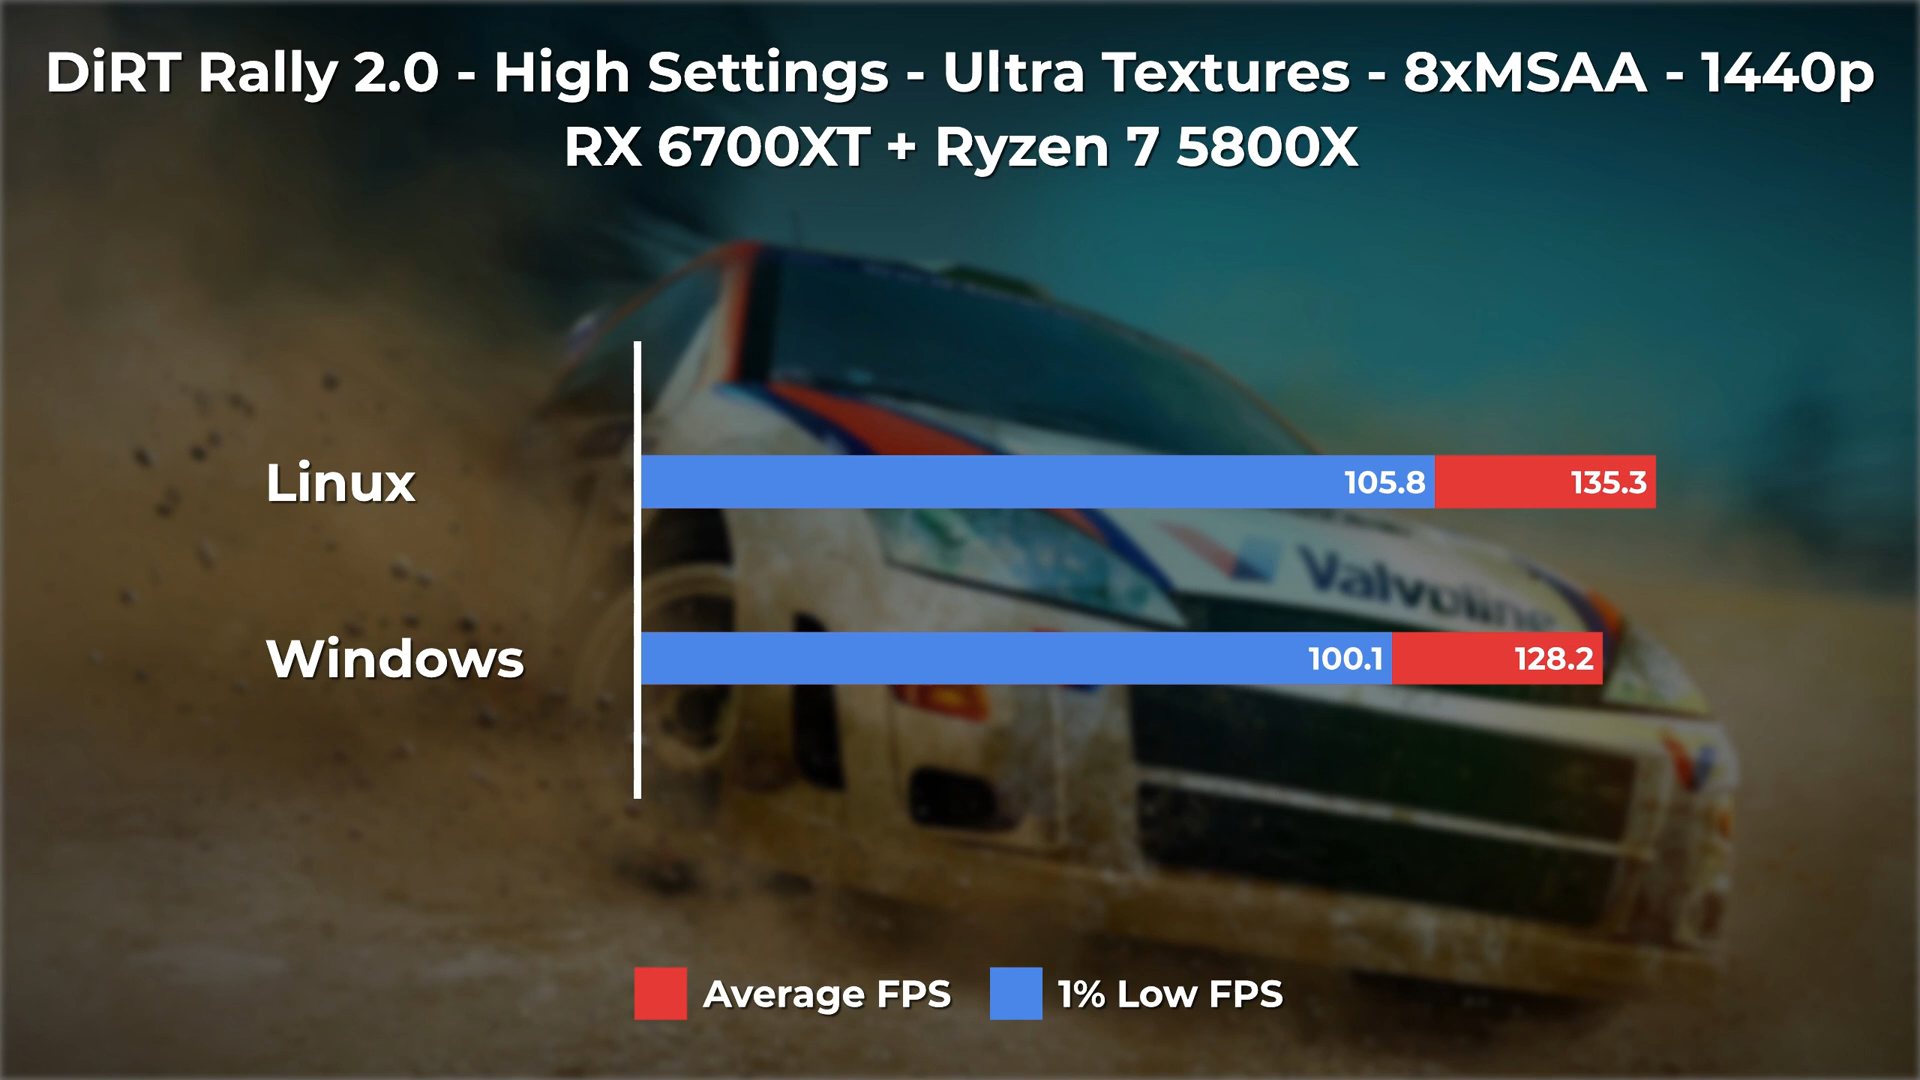 DiRT Rally 2.0 - High Settings - Ultra Textures - 8xMSAA - 1440p
RX 6700XT + Ryzen 7 5800X
Linux
105.8
135.3
Valvoline
Windows
100.1
128.2
Average FPS
1% Low FPS